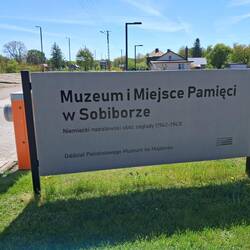 Muzeum i Miejsce Pamięci
w Sobiborze
Niemiecki nazistowski obóz zagłady (1942-1943)
Oddział Państwowego Muzeum na Majdanku